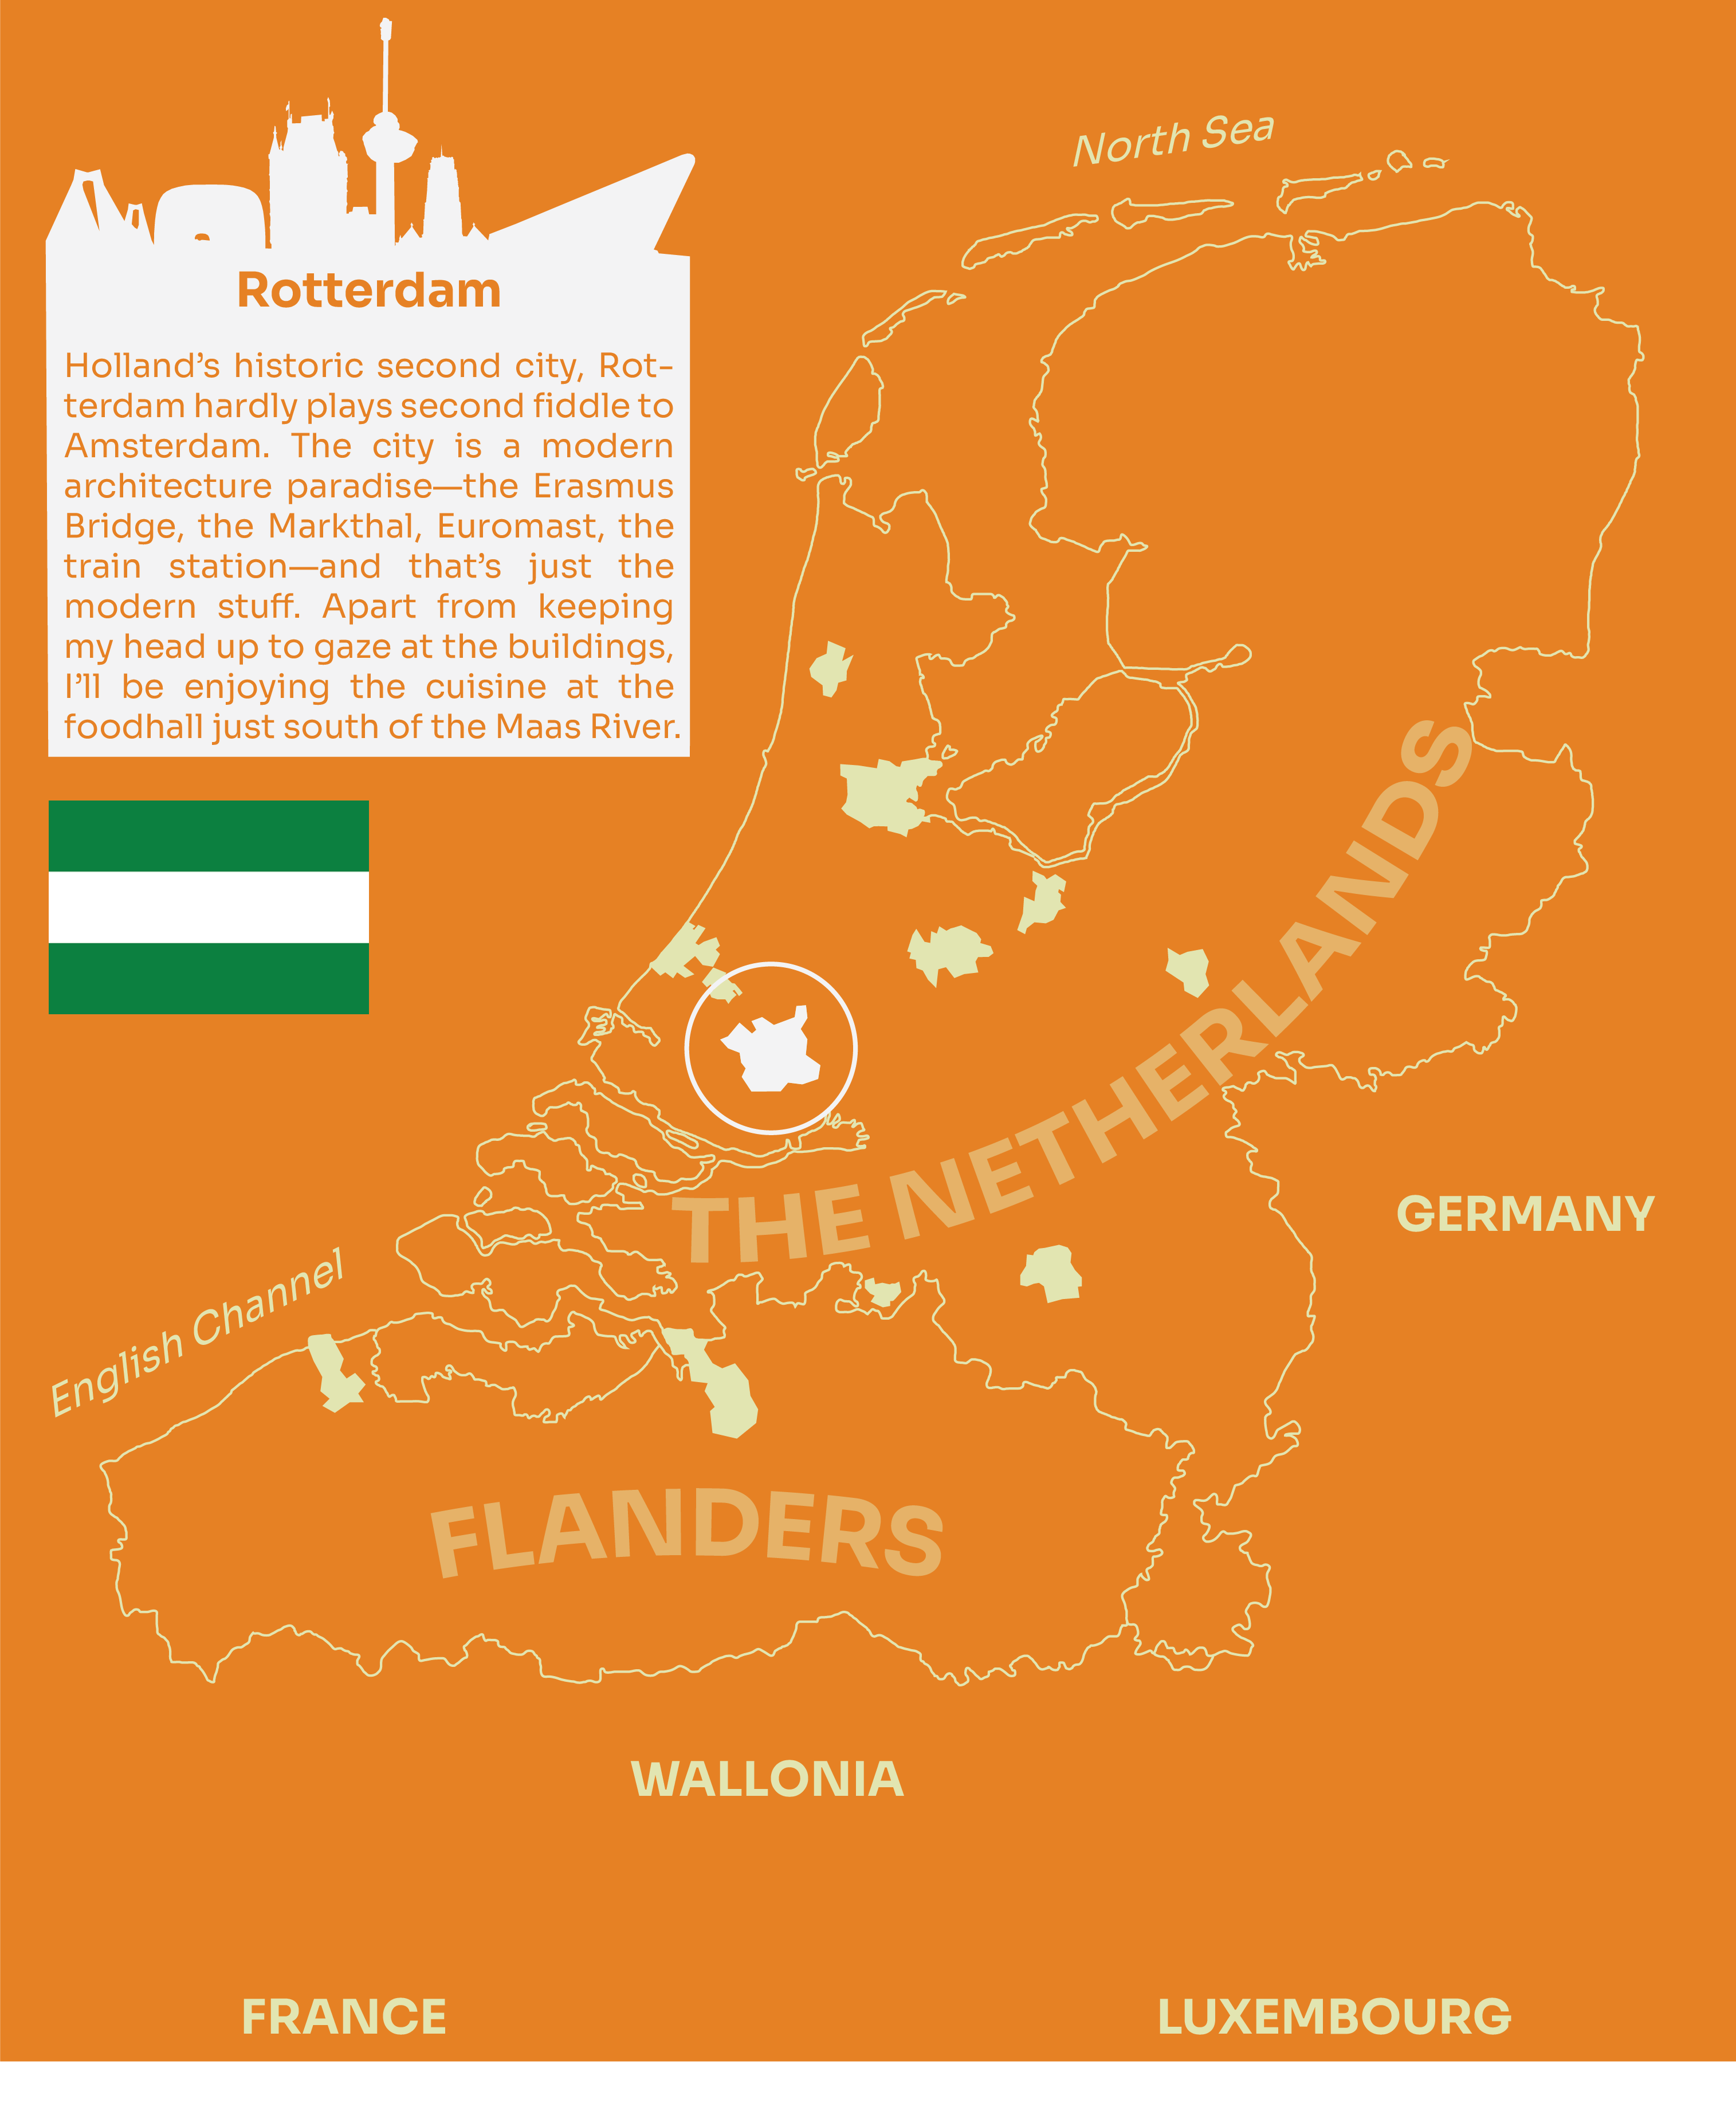 North Sea
Rotterdam
Holland’s historic second city, Rot-
terdam hardly plays second fiddle to
Amsterdam. The city is a modern
architecture paradise—the Erasmus
Bridge, the Markthal, Euromast, the
train station—and that’s just the
modern stuff. Apart from keeping
my head up to gaze at the buildings,
I’ll be enjoying the cuisine at the
foodhall just south of the Maas River.
THE NETHERLANDS
GERMANY
English Channel
FLANDERS
WALLONIA
FRANCE
LUXEMBOURG